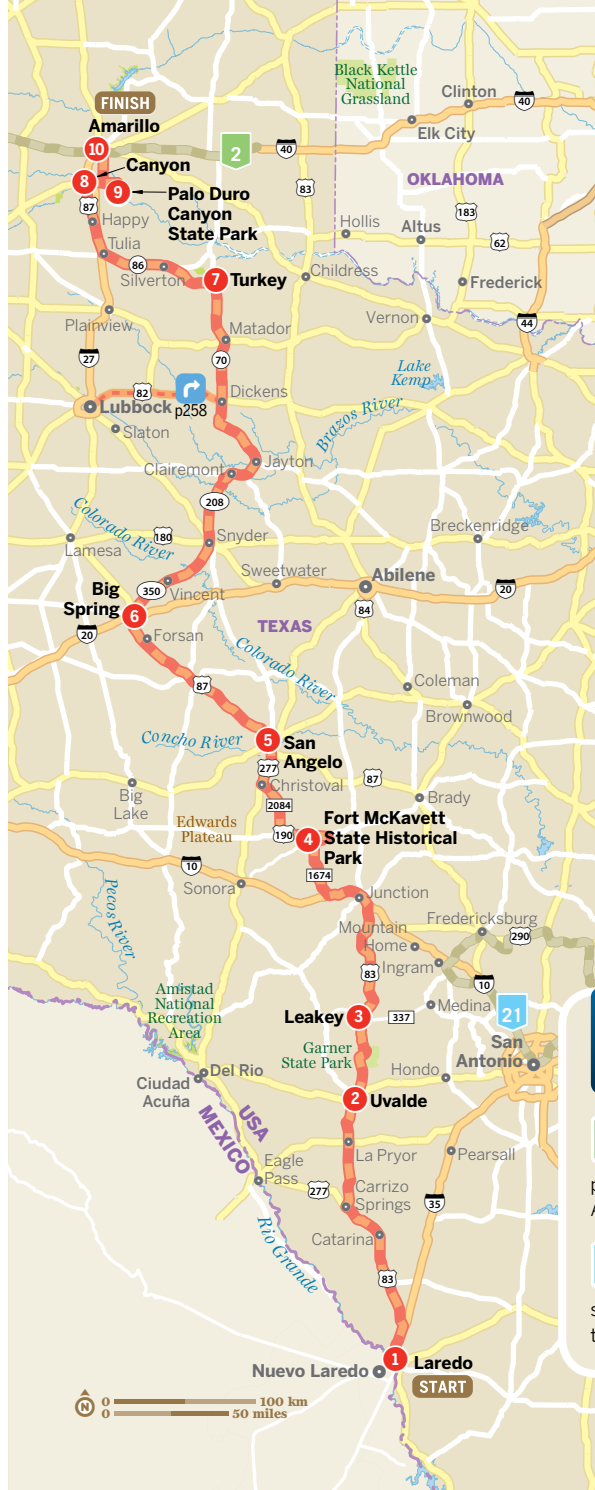 Black Kettle
National
Grassland
Clinton
40
FINISH
Elk City
Amarillo
10
2
40
Canyon
8
9
Palo Duro
Canyon
State Park
83
OKLAHOMA
87
Happy
183
Hollis
Altus
62
Tulia
86
Silverton
7
Turkey
Childress
Frederick
Plainview
Vernon
44
Matador
27
70
Lake
Kemp
82
Dickens
Lubbock
p258
Brazos River
Slaton
Jayton
Clairemont
208
Colorado River
180
Snyder
Breckenridge
Lamesa
Sweetwater
Abilene
Big
Spring
350
Vincent
20
84
6
20
Forsan
TEXAS
Colorado River
87
Coleman
Brownwood
Concho River
5
San
Angelo
277
Christoval
87
Big
Lake
2084
Brady
Edwards
Plateau
190
4
Fort McKavett
State Historical
Park
10
1674
Sonora
Junction
Pecos River
Mountain
Home
Fredericksburg
290
Ingram
83
10
Amistad
National
Recreation
Area
Leakey
3
337
Medina
21
Garner
State Park
San
Antonio
Del Rio
Hondo
Ciudad
Acuña
2
Uvalde
USA
MEXICO
La Pryor
Pearsall
Eagle
Pass
277
Carrizo
Springs
35
Rio Grande
Catarina
83
1
Laredo
Nuevo Laredo
START
N
0
100 km
0
50 miles
p
A
s
t